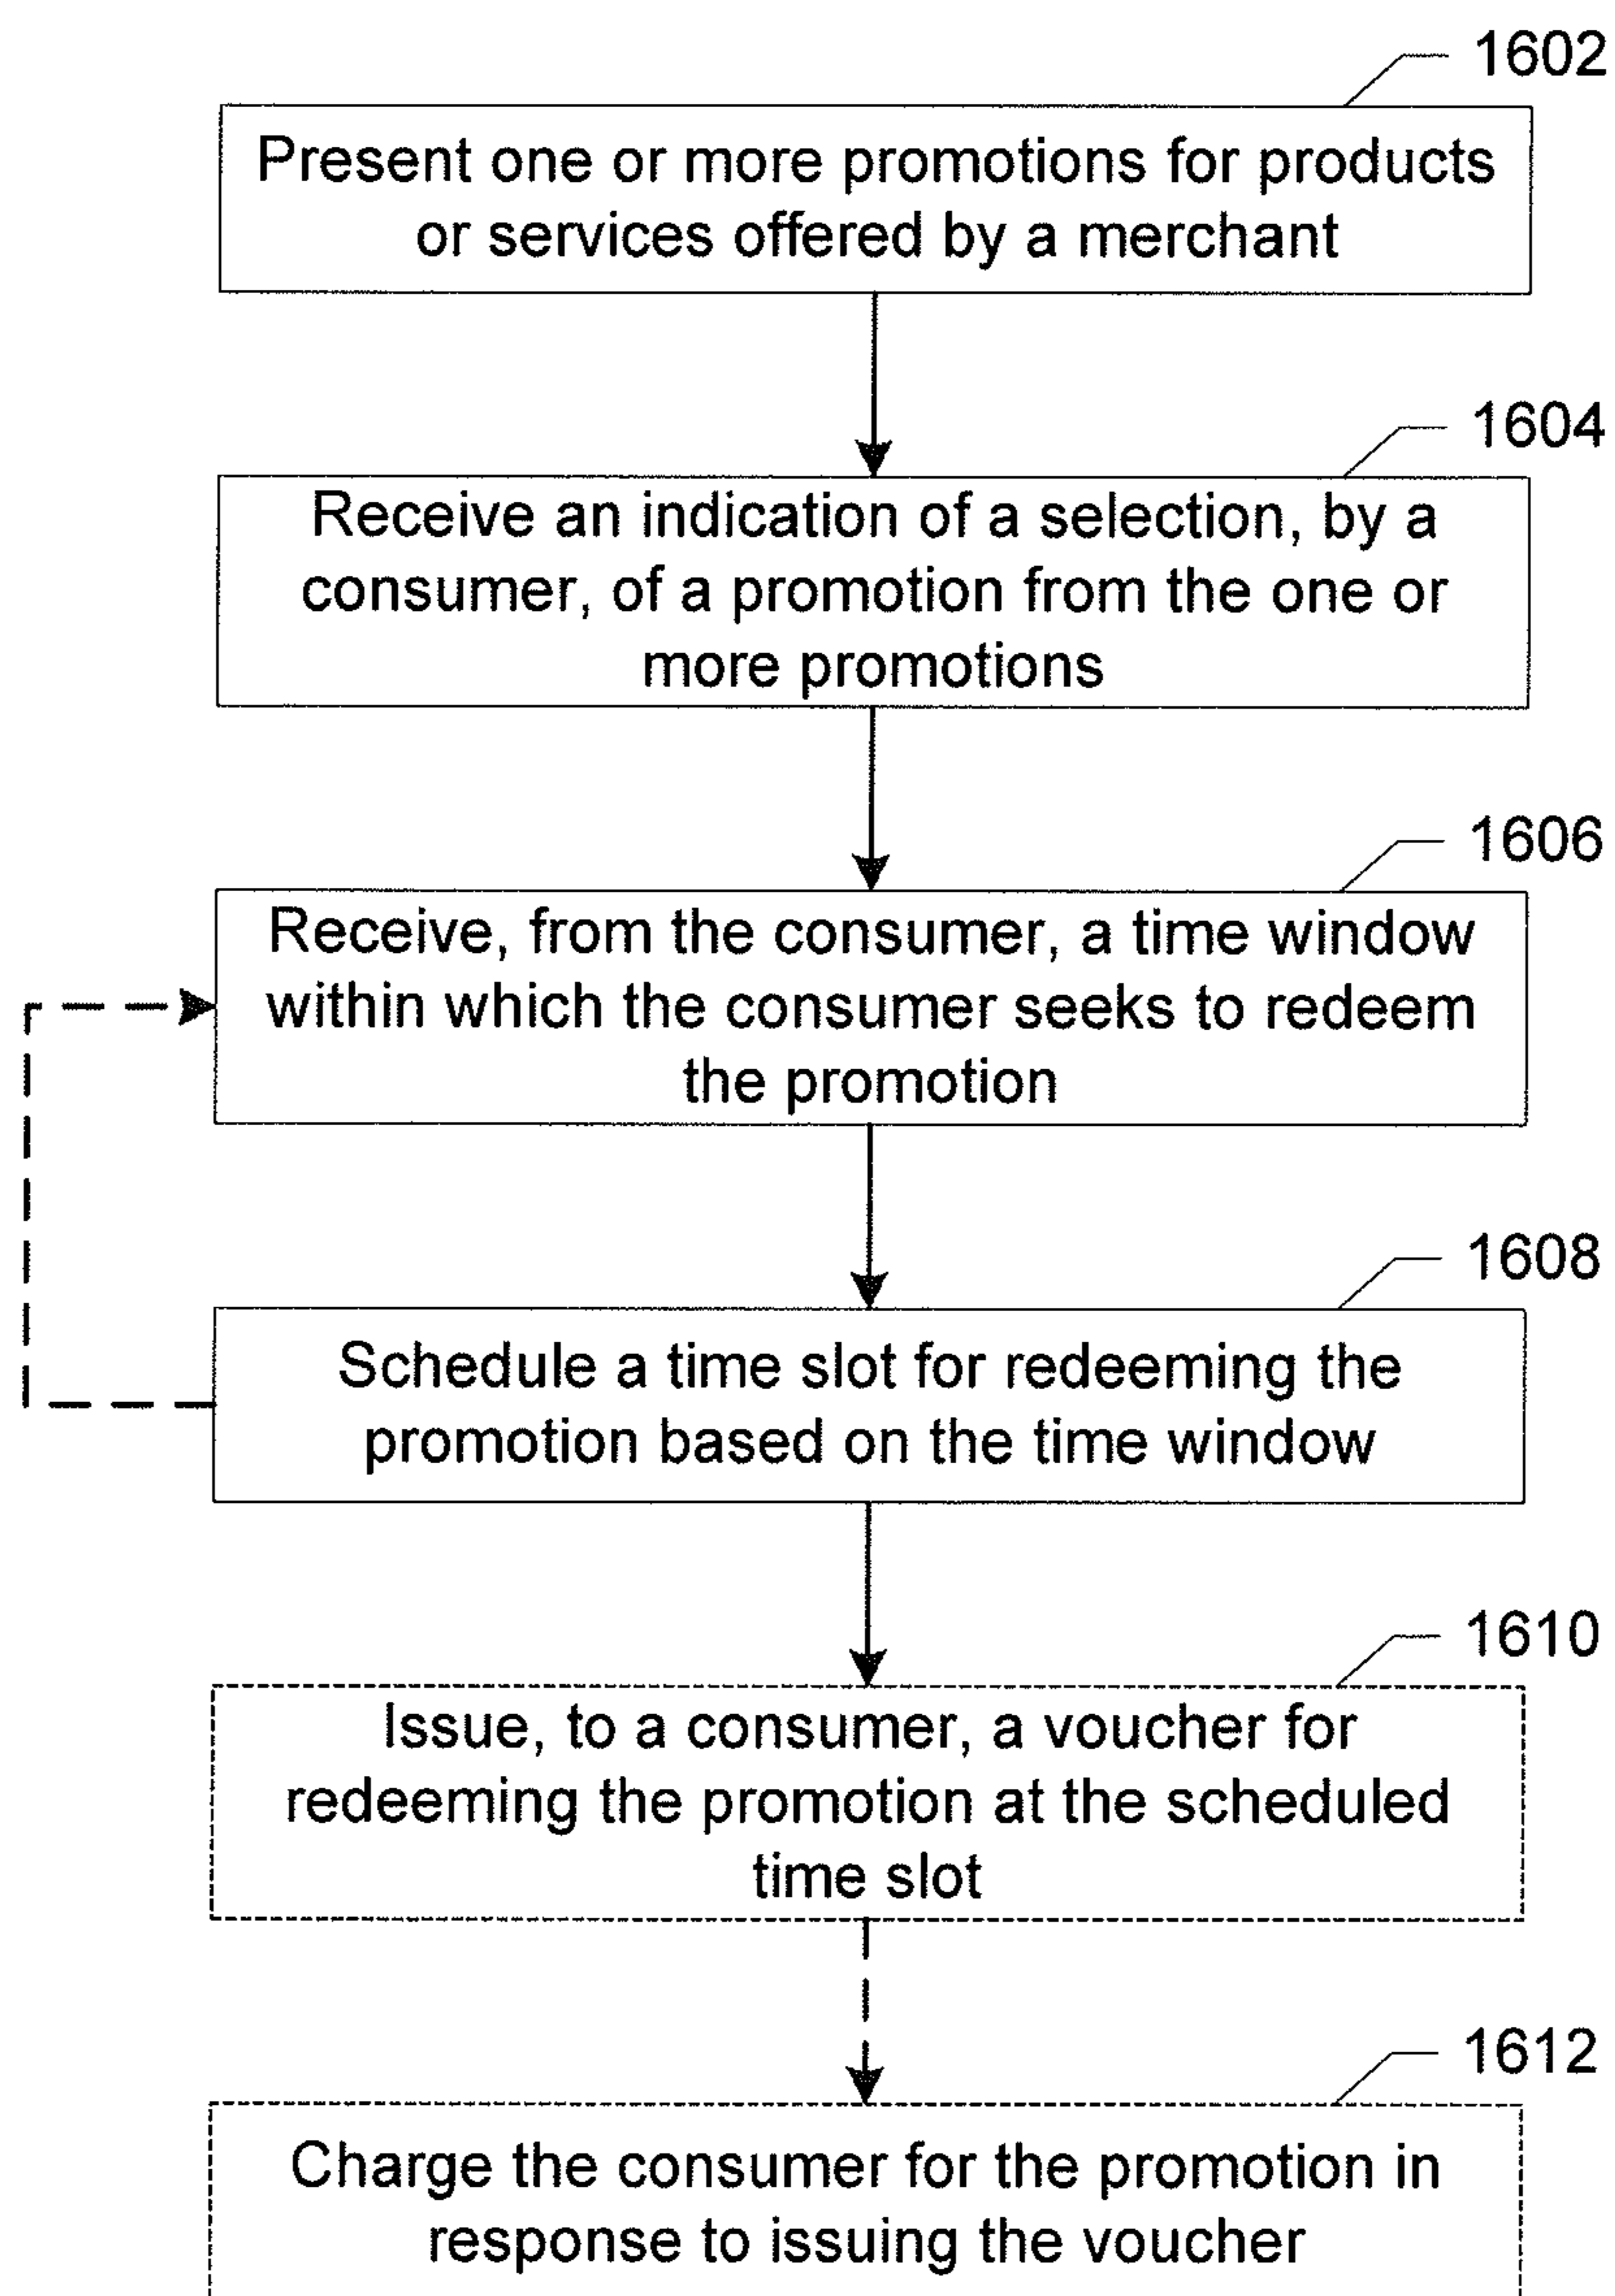 1602
Present one or more promotions for products
or services offered by a merchant
1604
Receive an indication of a selection, by a
consumer, of a promotion from the one or
more promotions
1606
Receive, from the consumer, a time window
within which the consumer seeks to redeem
the promotion
1608
Schedule a time slot for redeeming the
promotion based on the time window
1610
Issue, to a consumer, a voucher for
redeeming the promotion at the scheduled
time slot
1612
Charge the consumer for the promotion in
response to issuing the voucher